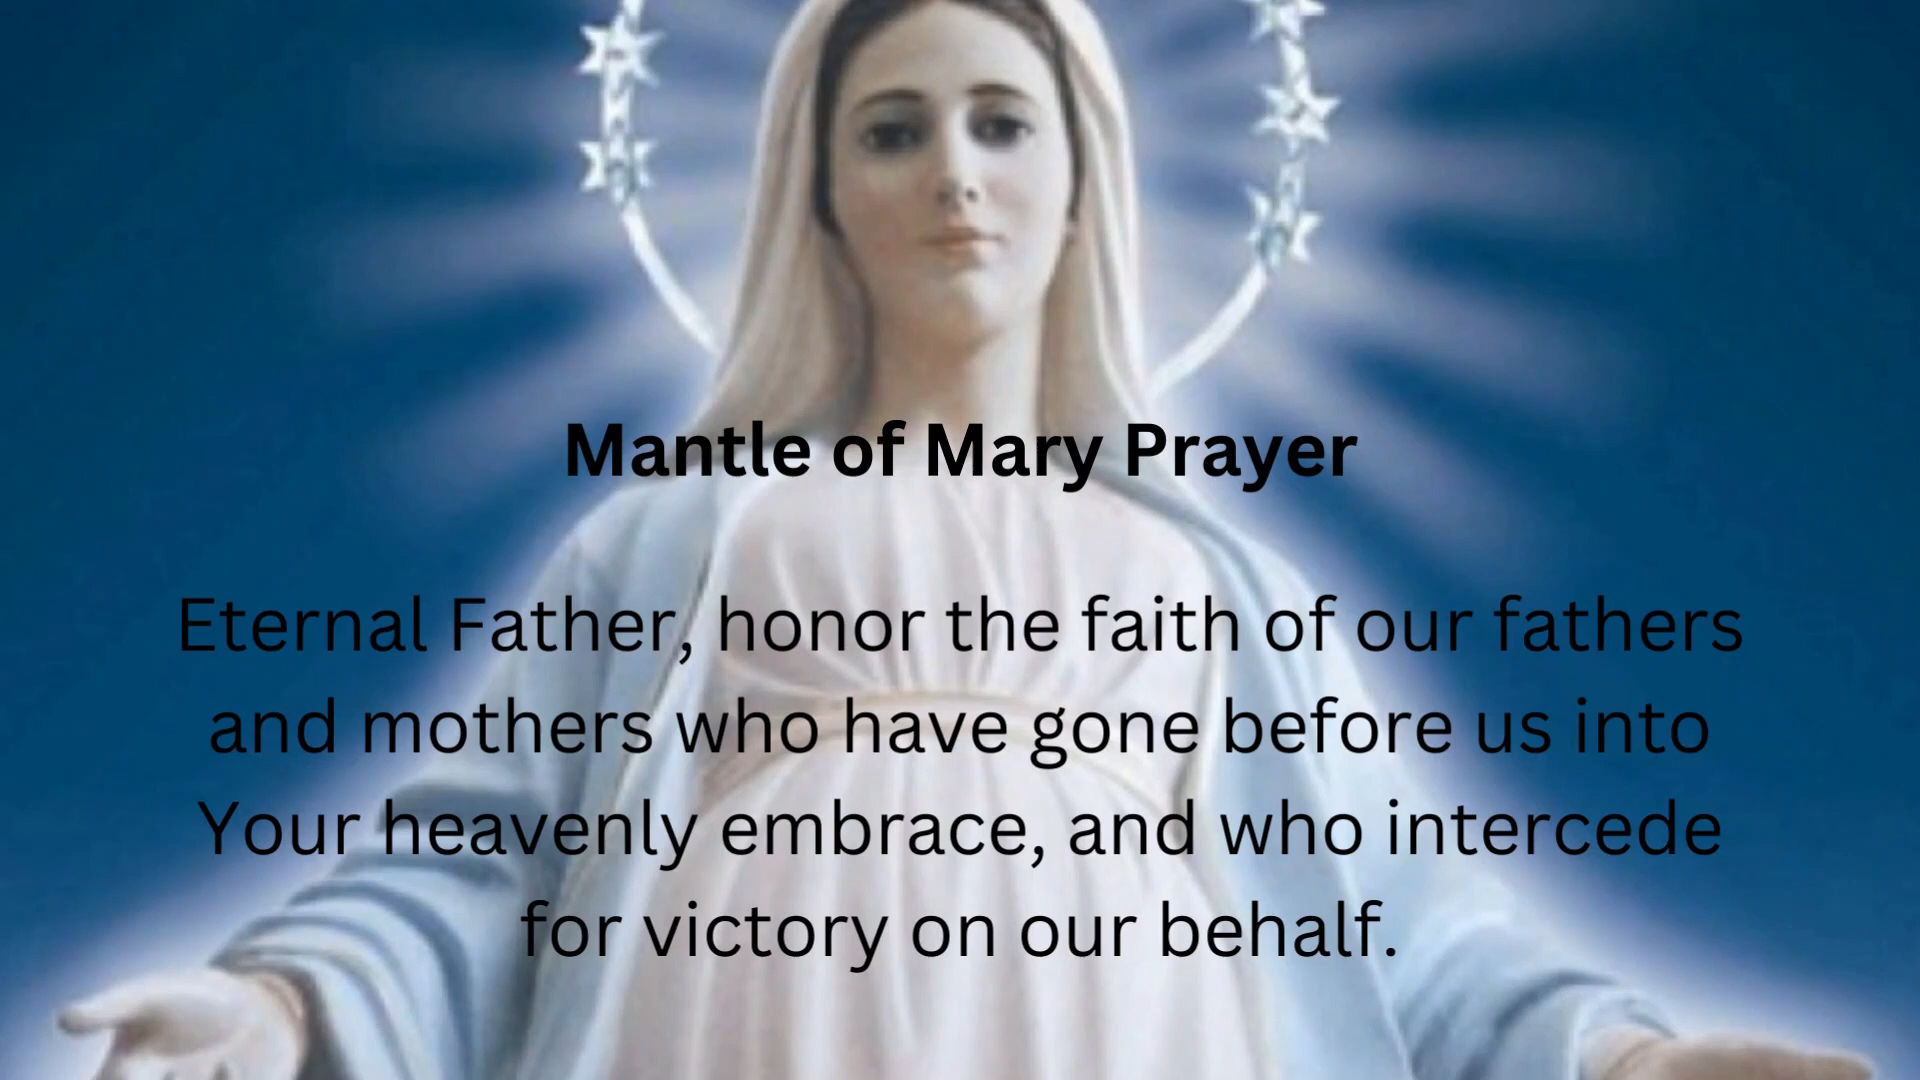 Mantle of Mary Prayer
Eternal Father, honor the faith of our fathers
and mothers who have gone before us into
Your heavenly embrace, and who intercede
for victory on our behalf.